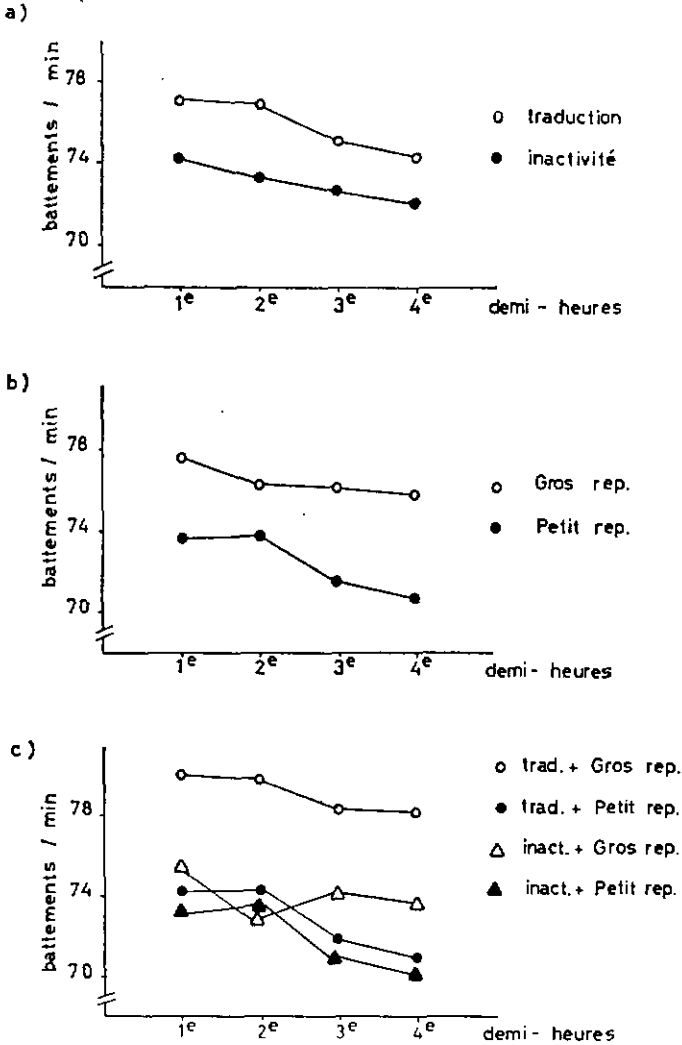 a)
battements / min
78
74
70
traduction
inactivité
1e 2e 3e 4e demi - heures
b)
battements / min
78
74
70
Gros rep.
Petit rep.
1e 2e 3e 4e demi - heures
c)
battements / min
78
74
70
trad. + Gros rep.
trad. + Petit rep.
inact. + Gros rep.
inact. + Petit rep.
1e 2e 3e 4e demi - heures